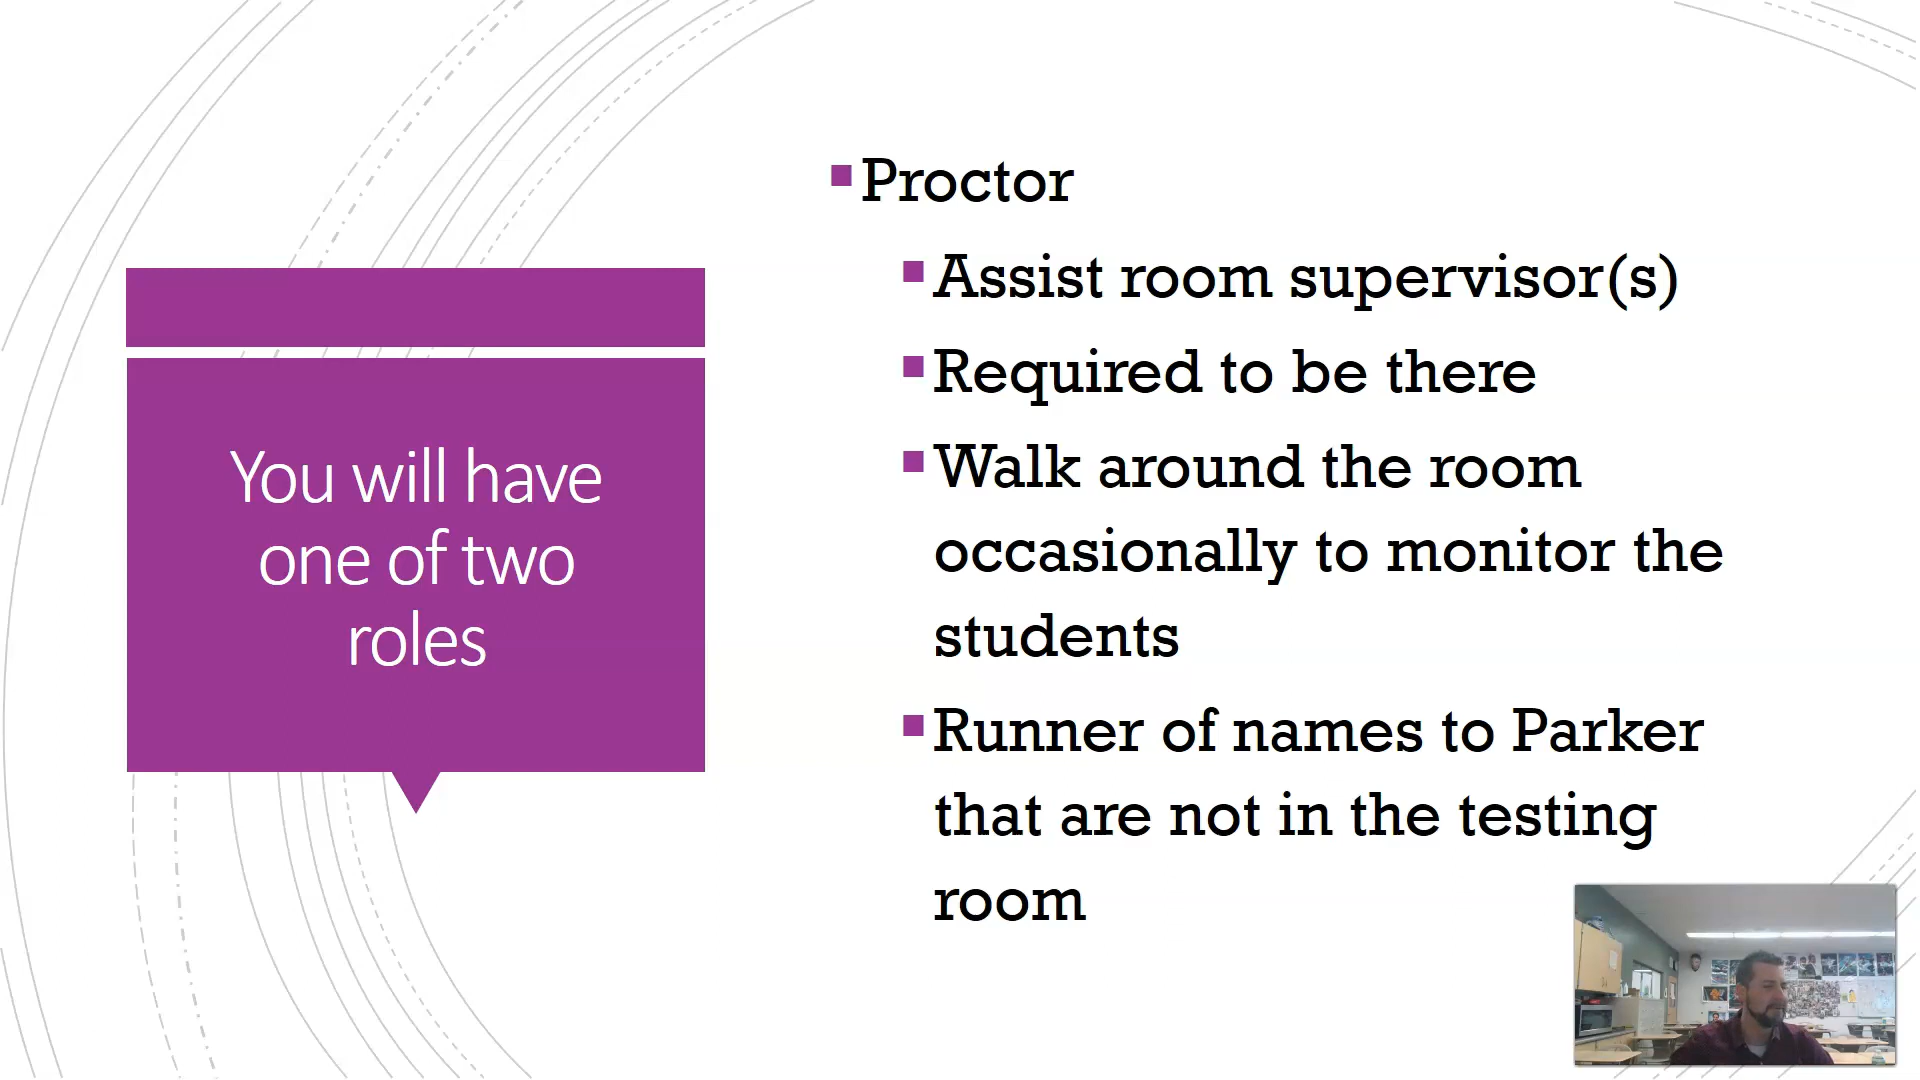 You will have
one of two
roles
Proctor
Assist room supervisor(s)
Required to be there
Walk around the room
occasionally to monitor the
students
Runner of names to Parker
that are not in the testing
room